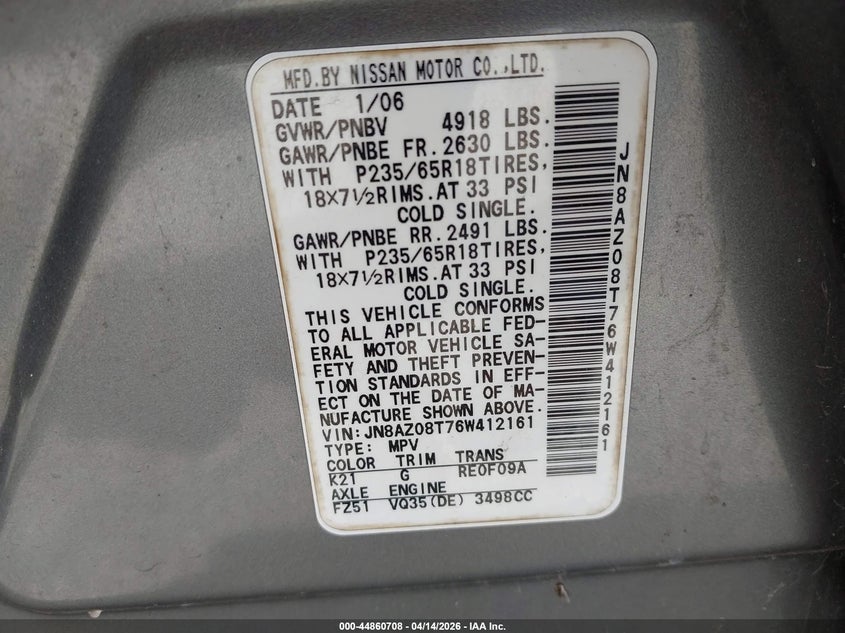 MFD.BY NISSAN MOTOR CO.,LTD.
DATE 1/06
GVWR/PNBV 4918 LBS.
GAWR/PNBE FR.2630 LBS.
WITH P235/65R18TIRES,
18X7½RIMS.AT 33 PSI
COLD SINGLE.
GAWR/PNBE RR.2491 LBS.
WITH P235/65R18TIRES,
18X7½RIMS.AT 33 PSI
COLD SINGLE.
THIS VEHICLE CONFORMS
TO ALL APPLICABLE FED-
ERAL MOTOR VEHICLE SA-
FETY AND THEFT PREVEN-
TION STANDARDS IN EFF-
ECT ON THE DATE OF MA-
NUFACTURE SHOWN ABOVE.
VIN:JN8AZ08T76W412161
TYPE: MPV
COLOR TRIM TRANS
K21 G RE0F09A
AXLE ENGINE
FZ51 VQ35(DE) 3498CC
JN8AZ08T76W412161
000-44860708 - 04/14/2026 - IAA Inc.